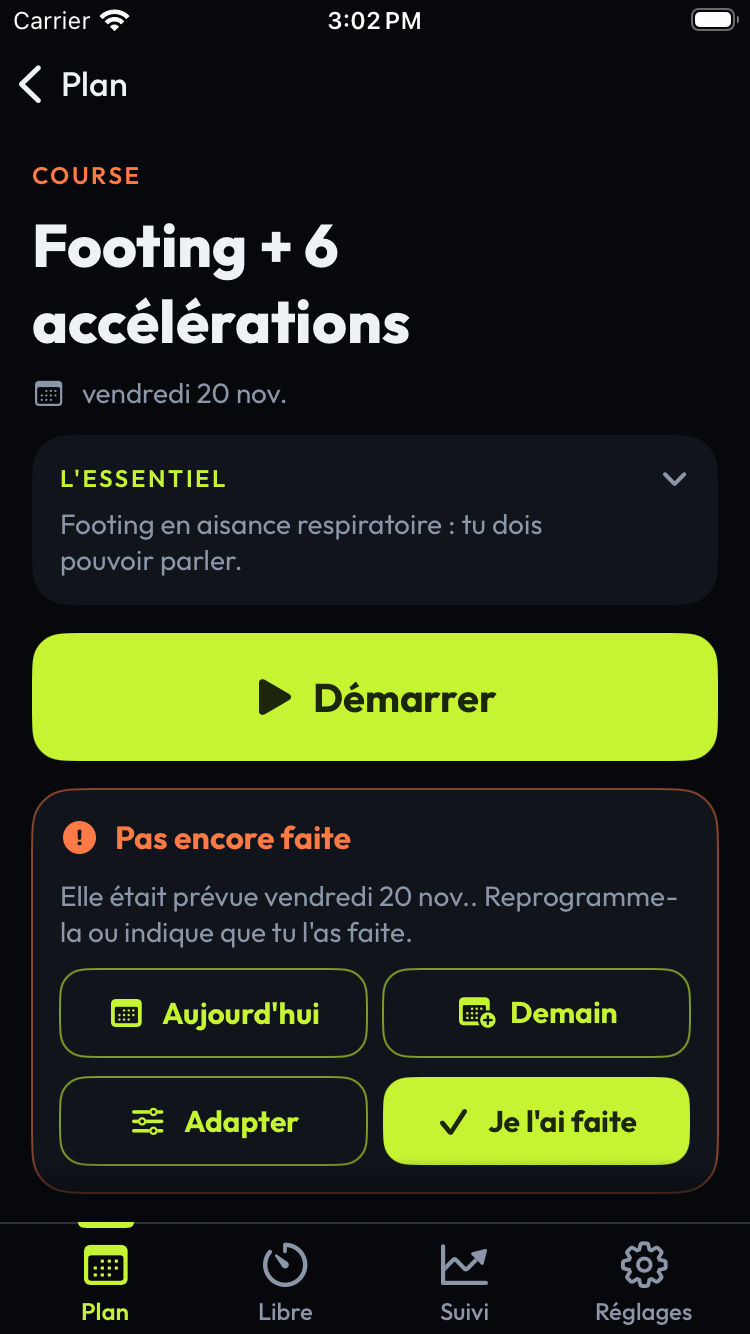 Carrier 3:02 PM
Plan
COURSE
Footing + 6
accélérations
vendredi 20 nov.
L'ESSENTIEL
Footing en aisance respiratoire : tu dois
pouvoir parler.
Démarrer
Pas encore faite
Elle était prévue vendredi 20 nov.. Reprogramme-
la ou indique que tu l'as faite.
Aujourd'hui
Demain
Adapter
Je l'ai faite
Plan
Libre
Suivi
Réglages